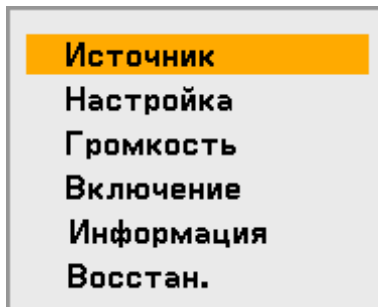 Источник
Настройка
Громкость
Включение
Информация
Восстан.